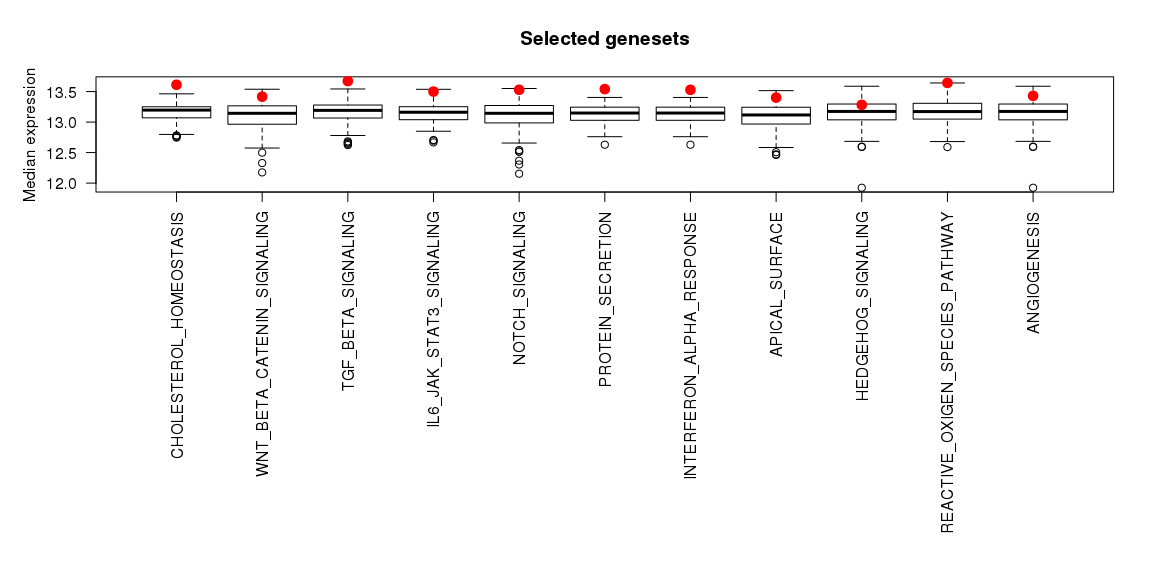 Selected genesets
Median expression
13.5
13.0
12.5
12.0
CHOLESTEROL_HOMEOSTASIS
WNT_BETA_CATENIN_SIGNALING
TGF_BETA_SIGNALING
IL6_JAK_STAT3_SIGNALING
NOTCH_SIGNALING
PROTEIN_SECRETION
INTERFERON_ALPHA_RESPONSE
APICAL_SURFACE
HEDGEHOG_SIGNALING
REACTIVE_OXIGEN_SPECIES_PATHWAY
ANGIOGENESIS